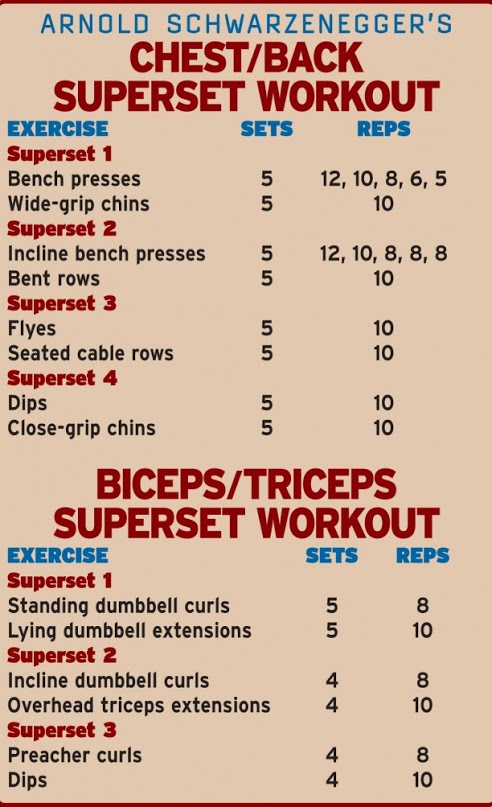 ARNOLD SCHWARZENEGGER'S
CHEST/BACK
SUPERSET WORKOUT
EXERCISE SETS REPS
Superset 1
Bench presses 5 12, 10, 8, 6, 5
Wide-grip chins 5 10
Superset 2
Incline bench presses 5 12, 10, 8, 8, 8
Bent rows 5 10
Superset 3
Flyes 5 10
Seated cable rows 5 10
Superset 4
Dips 5 10
Close-grip chins 5 10
BICEPS/TRICEPS
SUPERSET WORKOUT
EXERCISE SETS REPS
Superset 1
Standing dumbbell curls 5 8
Lying dumbbell extensions 5 10
Superset 2
Incline dumbbell curls 4 8
Overhead triceps extensions 4 10
Superset 3
Preacher curls 4 8
Dips 4 10